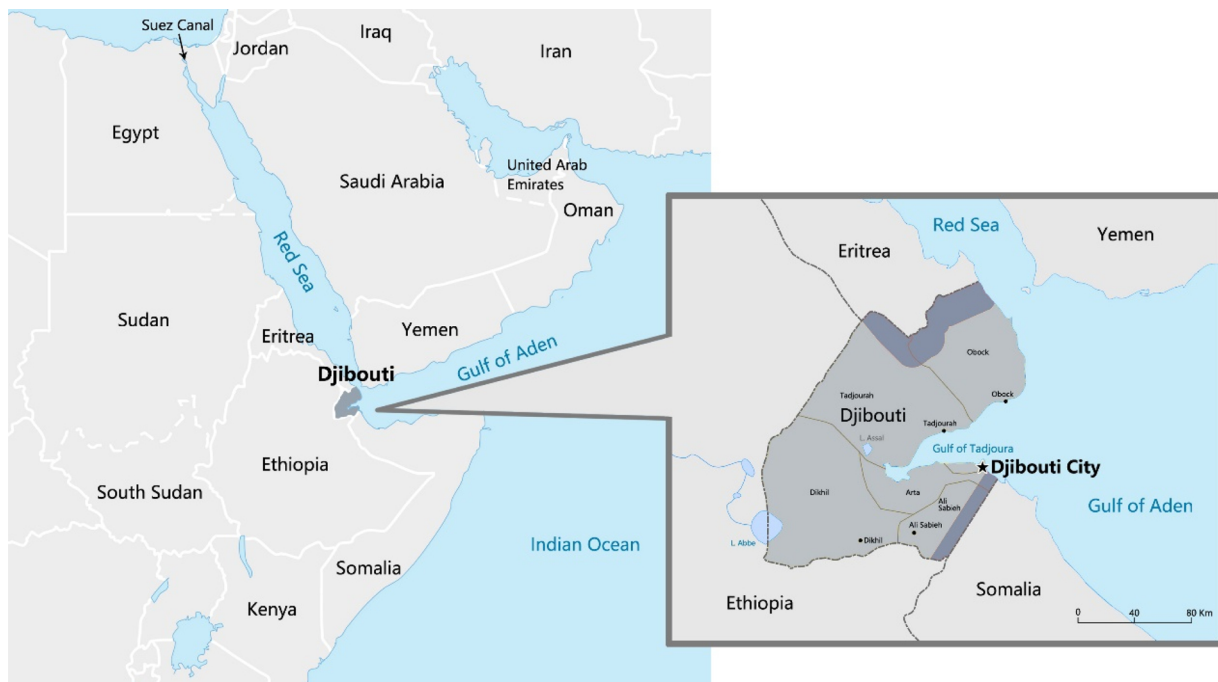 Suez Canal
Jordan
Iraq
Iran
Egypt
Saudi Arabia
United Arab
Emirates
Oman
Red Sea
Sudan
Eritrea
Yemen
Gulf of Aden
Djibouti
Ethiopia
South Sudan
Somalia
Kenya
Indian Ocean
Red Sea
Yemen
Eritrea
Obock
Obock
Tadjourah
Djibouti
Tadjourah
L. Assal
Gulf of Tadjoura
Djibouti City
Dikhil
Arta
Ali
Sabieh
Gulf of Aden
Ali Sabieh
Dikhil
L. Abbe
Ethiopia
Somalia
0 40 80 Km